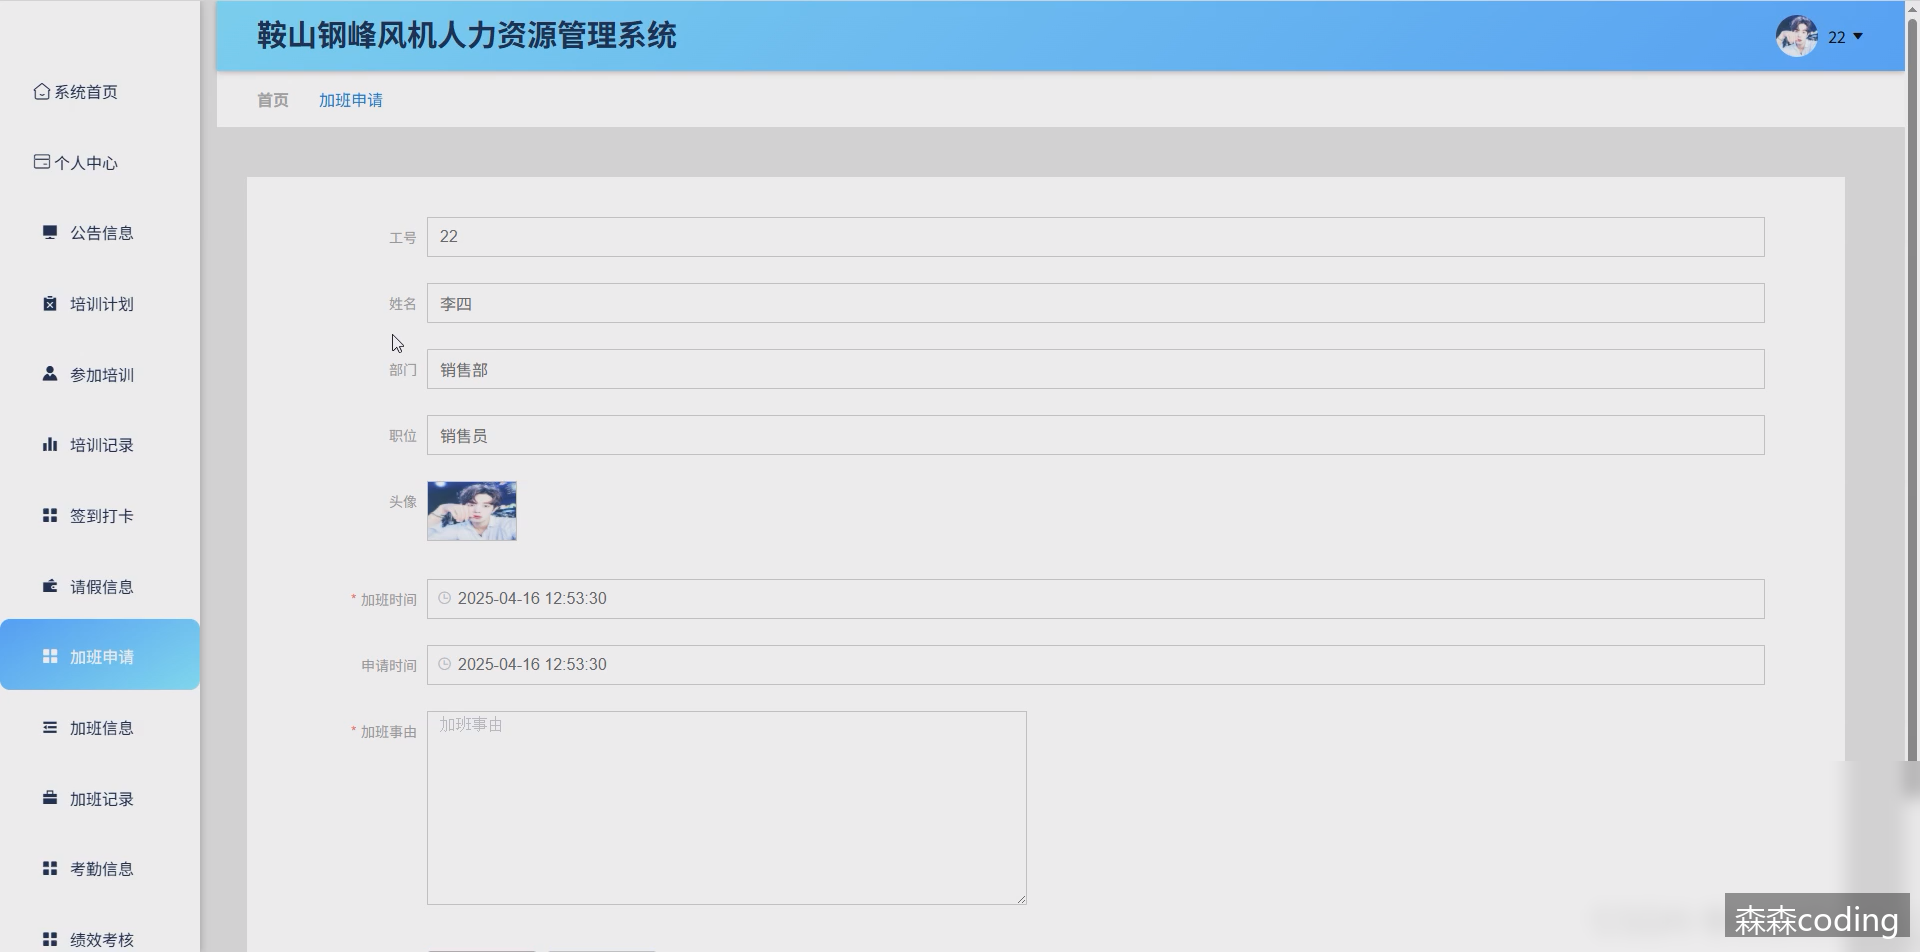 鞍山钢峰风机人力资源管理系统
22
首页 加班申请
系统首页
个人中心
公告信息
培训计划
参加培训
培训记录
签到打卡
请假信息
加班申请
加班信息
加班记录
考勤信息
绩效考核
工号 22
姓名 李四
部门 销售部
职位 销售员
头像
* 加班时间 2025-04-16 12:53:30
申请时间 2025-04-16 12:53:30
* 加班事由 加班事由
森森coding